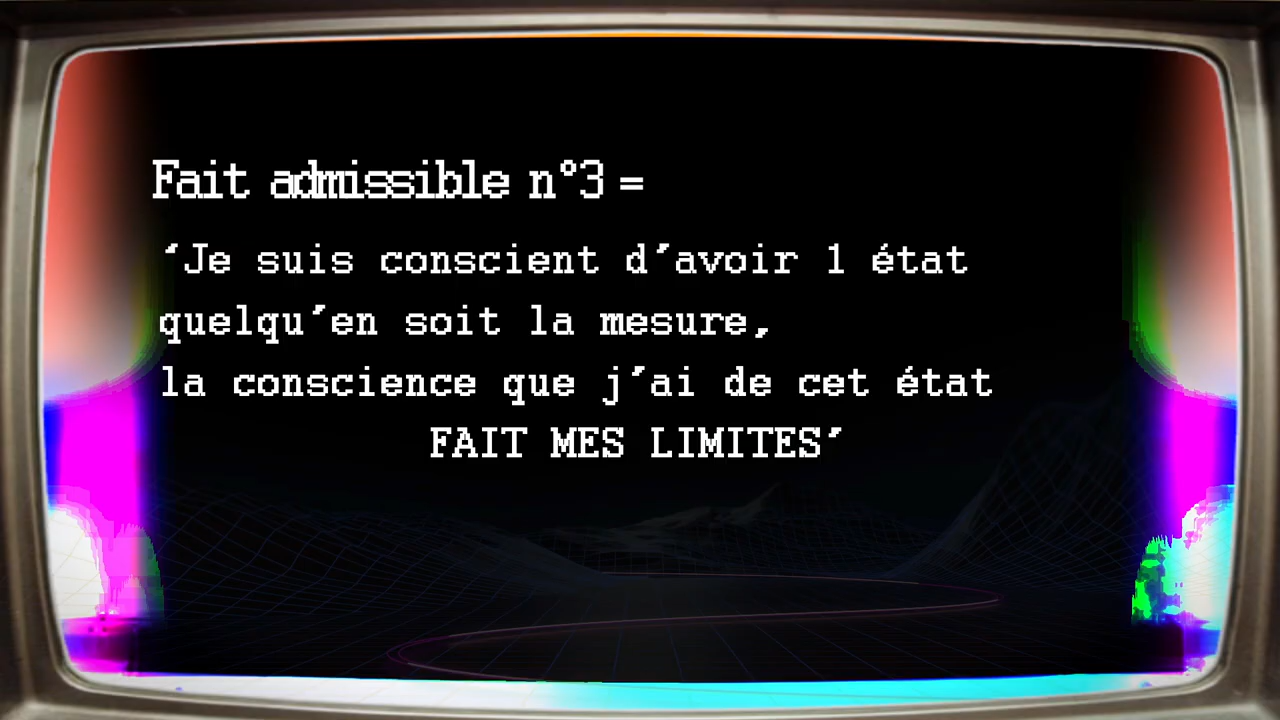 Fait admissible n°3 =
‘Je suis conscient d’avoir 1 état
quelqu’en soit la mesure,
la conscience que j’ai de cet état
FAIT MES LIMITES’